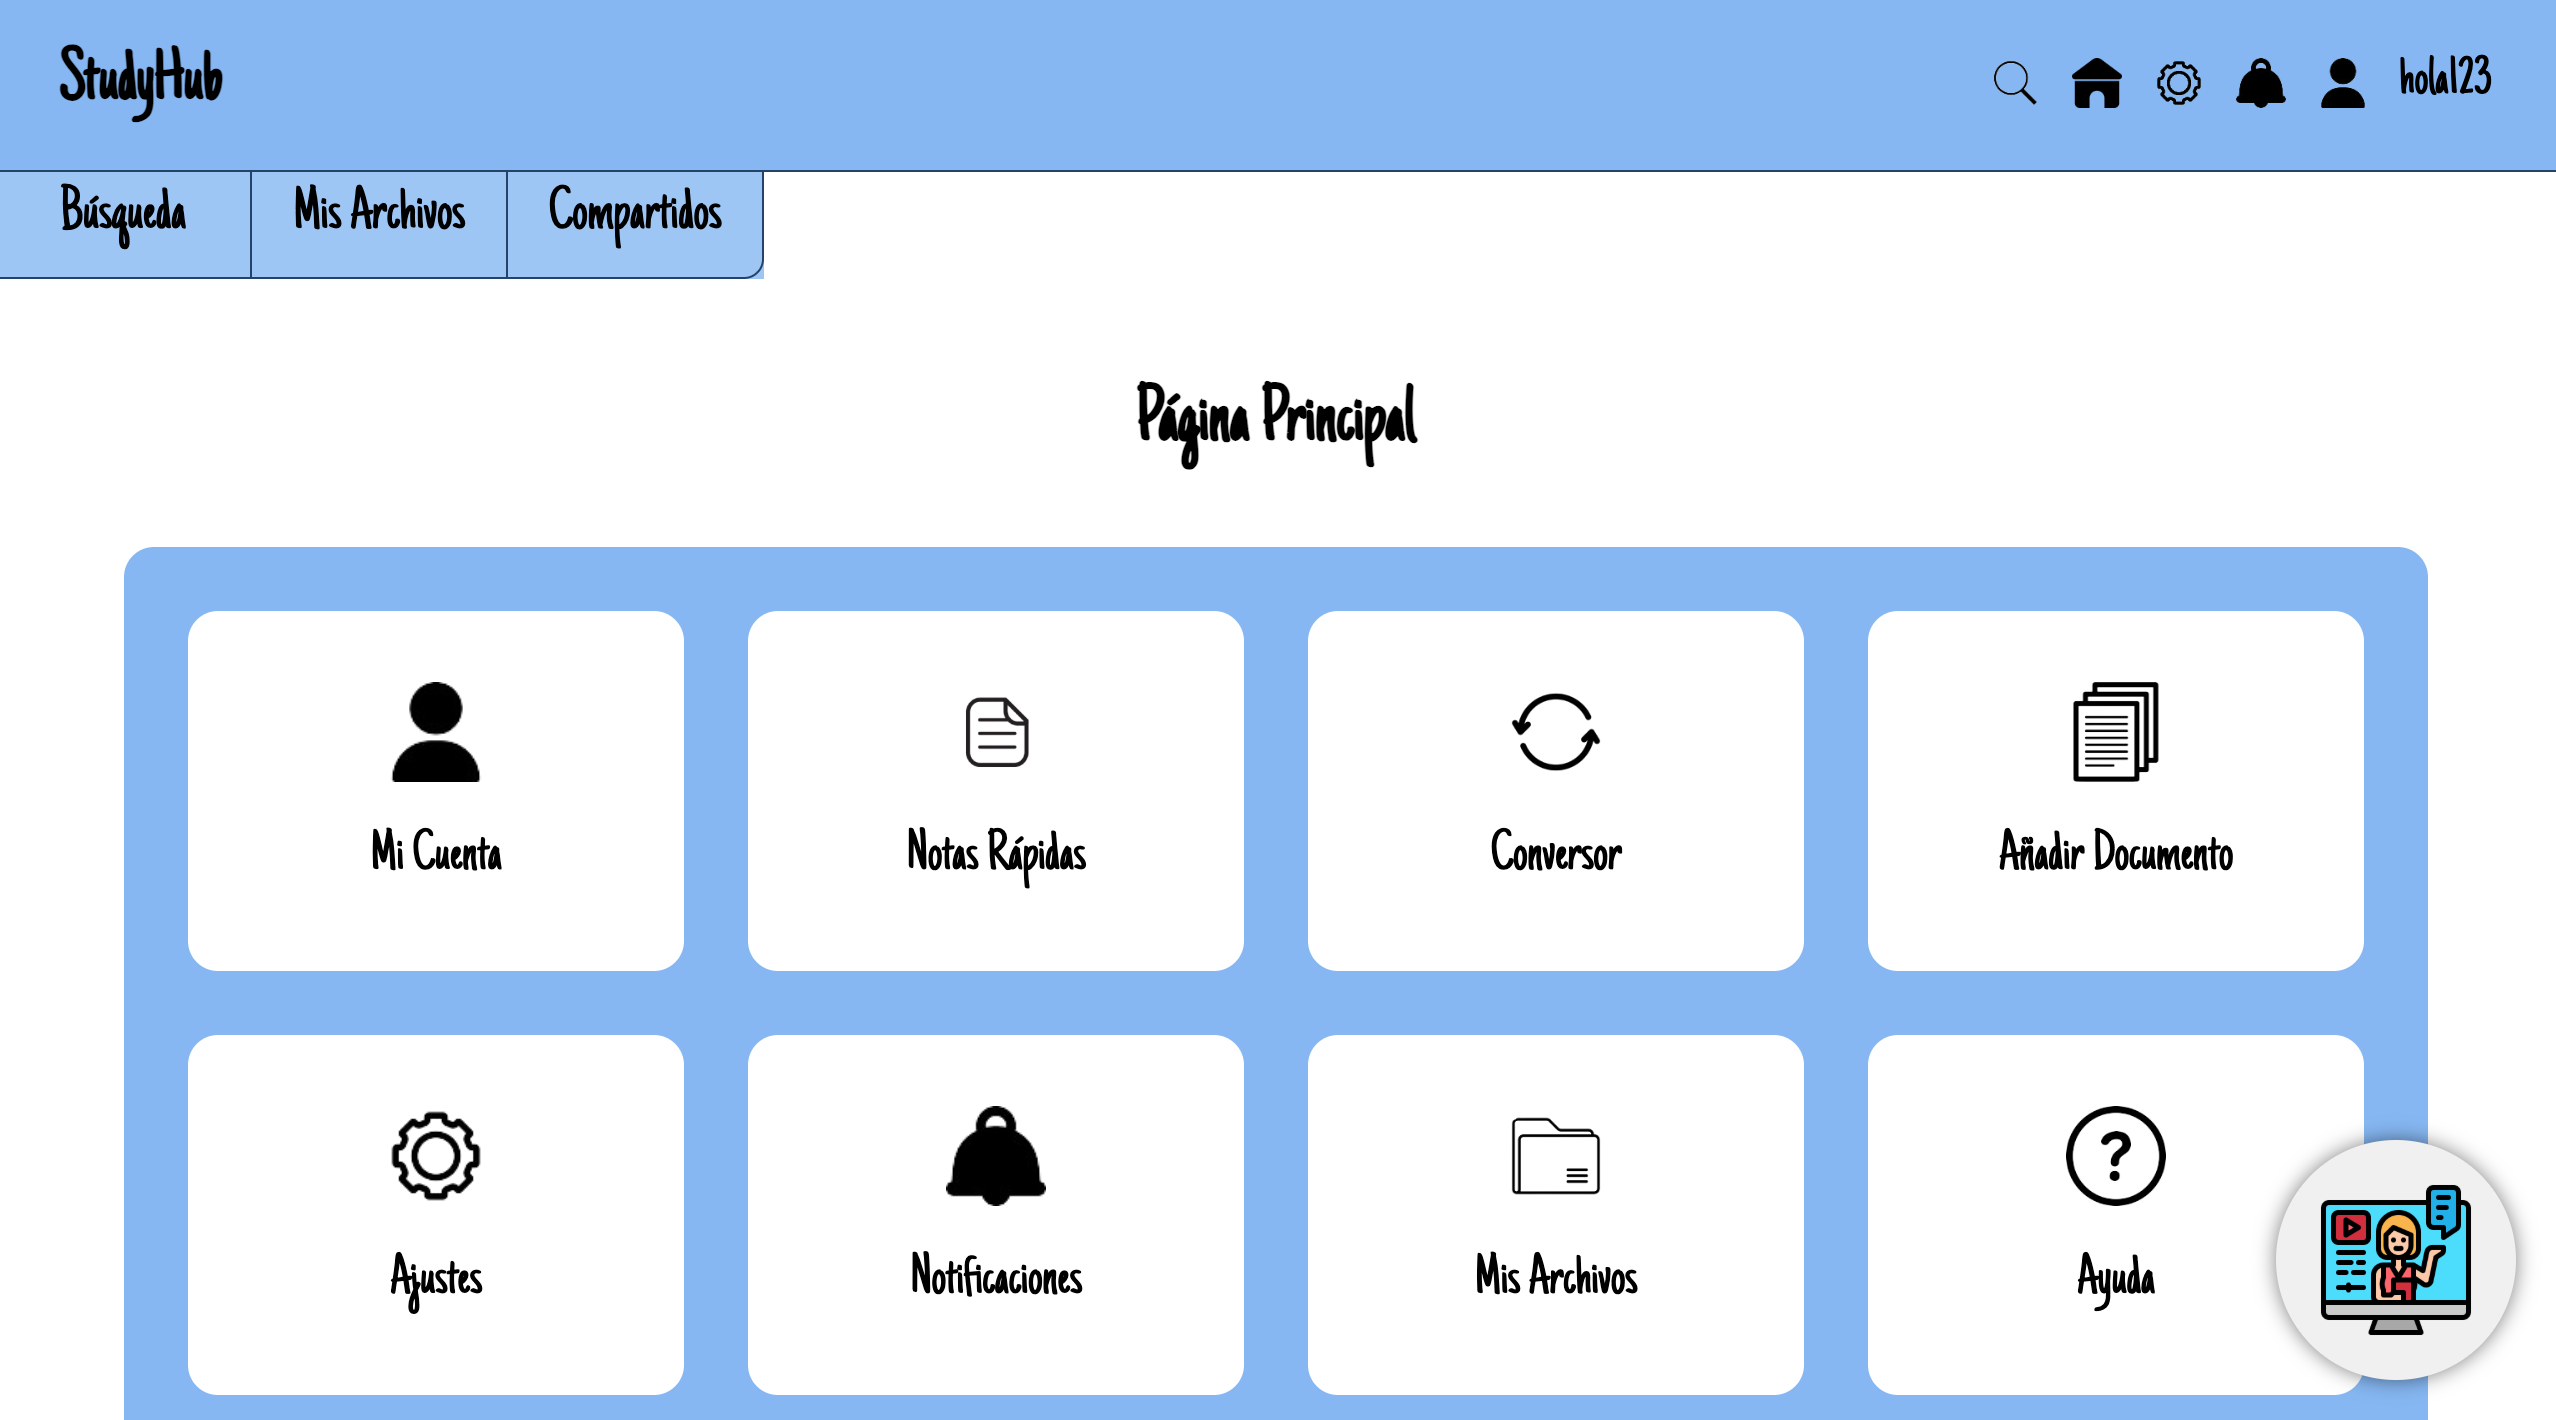 StudyHub
hola123
Búsqueda
Mis Archivos
Compartidos
Página Principal
Mi Cuenta
Notas Rápidas
Conversor
Añadir Documento
?
Ajustes
Notificaciones
Mis Archivos
Ayuda